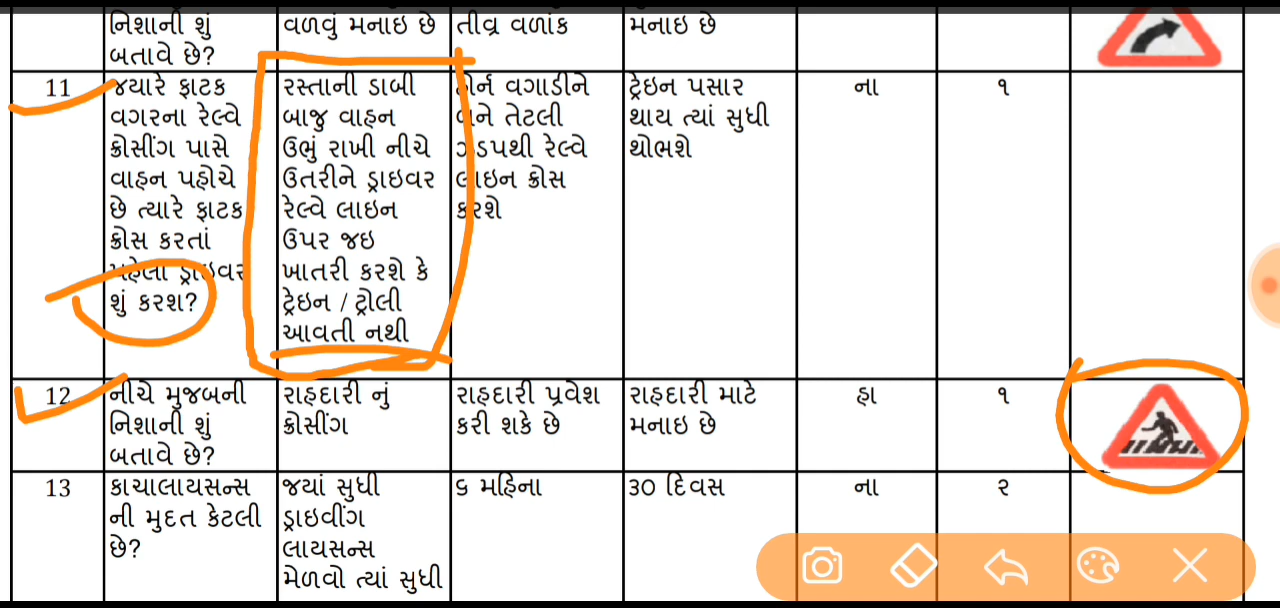 નિશાની શું
બતાવે છે?
વળવું મનાઇ છે
તીવ્ર વળાંક
મનાઇ છે
11
જયારે ફાટક
વગરના રેલ્વે
ક્રોસીંગ પાસે
વાહન પહોચે
છે ત્યારે ફાટક
ક્રોસ કરતાં
પહેલા ડ્રાઇવર
શું કરશ?
રસ્તાની ડાબી
બાજુ વાહન
ઉભું રાખી નીચે
ઉતરીને ડ્રાઇવર
રેલ્વે લાઇન
ઉપર જઇ
ખાતરી કરશે કે
ટ્રેઇન / ટ્રોલી
આવતી નથી
હોર્ન વગાડીને
બને તેટલી
ઝડપથી રેલ્વે
લાઇન ક્રોસ
કરશે
ટ્રેઇન પસાર
થાય ત્યાં સુધી
થોભશે
ના
૧
12
નીચે મુજબની
નિશાની શું
બતાવે છે?
રાહદારી નું
ક્રોસીંગ
રાહદારી પ્રવેશ
કરી શકે છે
રાહદારી માટે
મનાઇ છે
હા
૧
13
કાચાલાયસન્સ
ની મુદત કેટલી
છે?
જયાં સુધી
ડ્રાઇવીંગ
લાયસન્સ
મેળવો ત્યાં સુધી
૬ મહિના
30 દિવસ
ના
૨